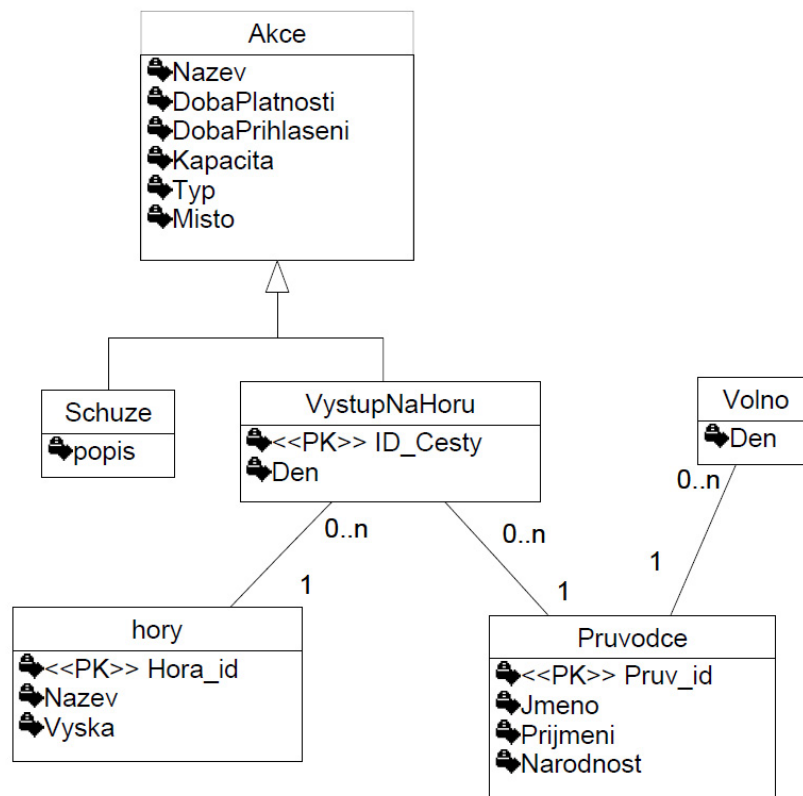 Akce
Nazev
DobaPlatnosti
DobaPrihlaseni
Kapacita
Typ
Misto
Schuze
popis
VystupNaHoru
<<PK>> ID_Cesty
Den
Volno
Den
0..n
0..n
0..n
1
1
1
hory
<<PK>> Hora_id
Nazev
Vyska
Pruvodce
<<PK>> Pruv_id
Jmeno
Prijmeni
Narodnost